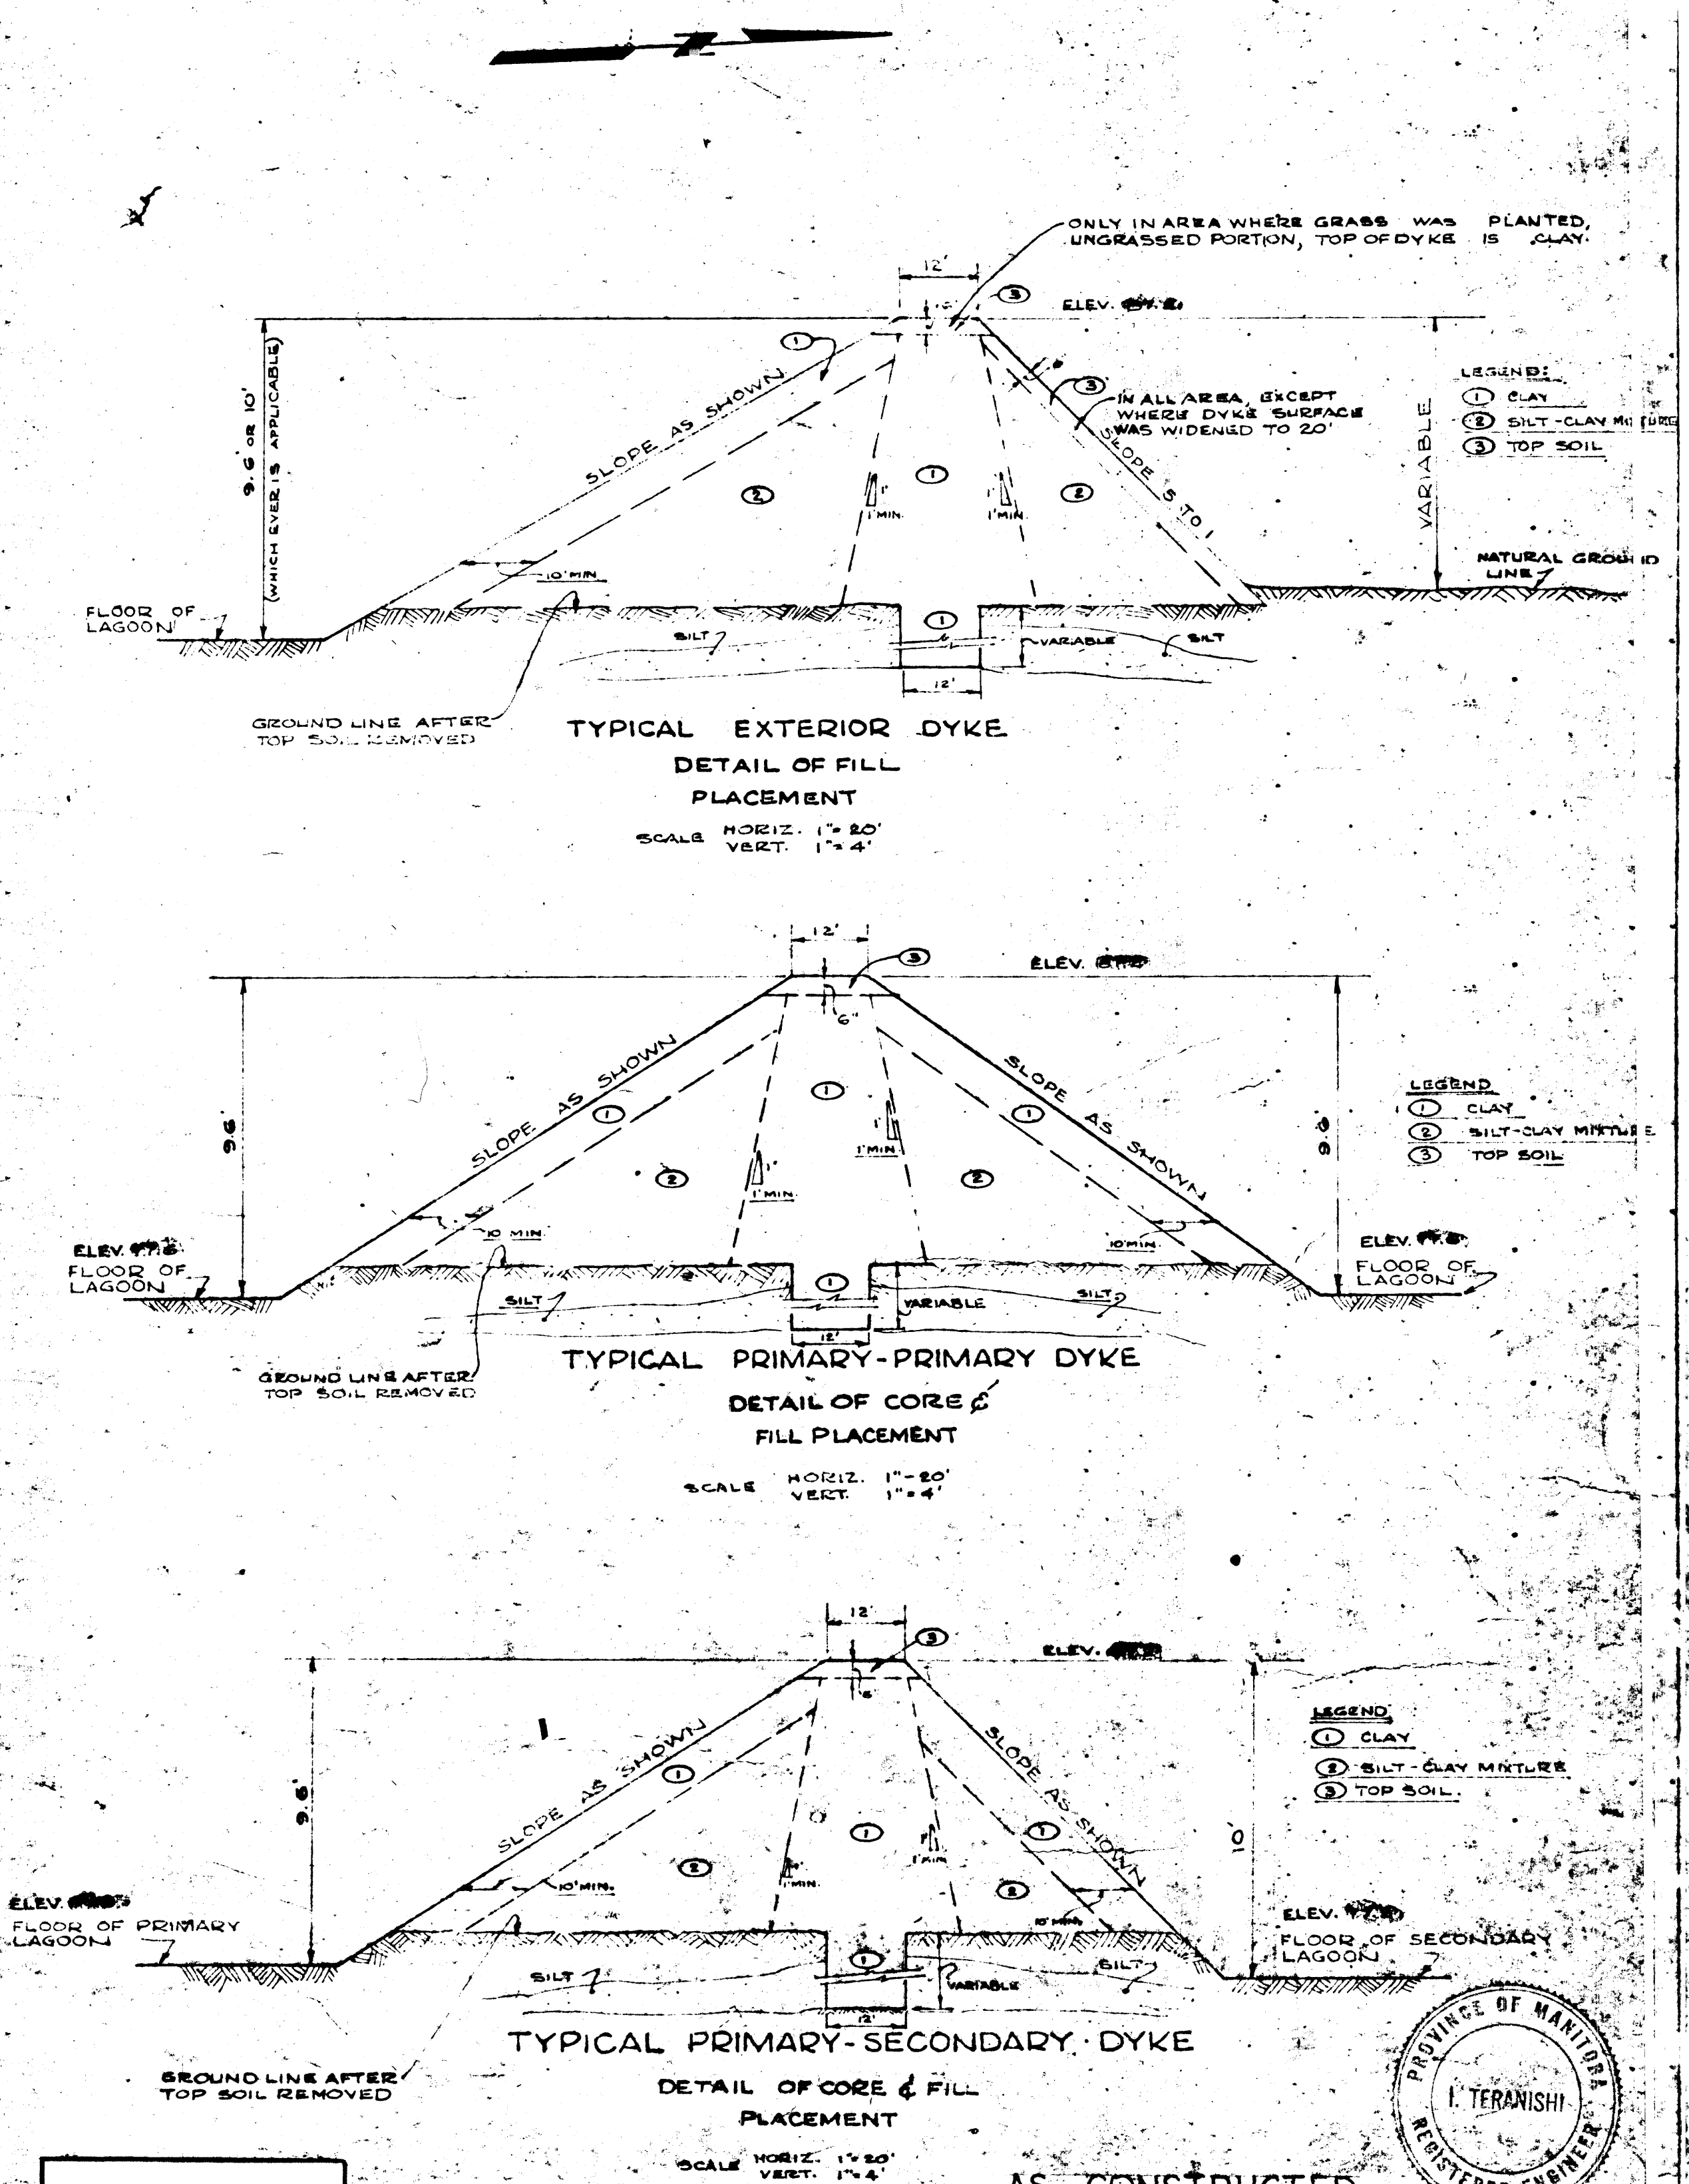 ONLY IN AREA WHERE GRASS WAS PLANTED,
UNGRASSED PORTION, TOP OF DYKE IS CLAY.
12'
3
ELEV.
1
9.6' OR 10'
(WHICH EVER IS APPLICABLE)
SLOPE AS SHOWN
3
IN ALL AREA, EXCEPT
WHERE DYKE SURFACE
WAS WIDENED TO 20'
SLOPE 5 TO 1
VARIABLE
LEGEND:
1 CLAY
2 SILT-CLAY MIXTURE
3 TOP SOIL
2
1
2
1'
1' MIN.
1'
1' MIN.
10' MIN.
NATURAL GROUND
LINE
FLOOR OF
LAGOON
SILT
1
VARIABLE
SILT
12'
GROUND LINE AFTER
TOP SOIL REMOVED
TYPICAL EXTERIOR DYKE
DETAIL OF FILL
PLACEMENT
SCALE HORIZ. 1"=20'
VERT. 1"=4'
12'
3
ELEV.
6"
SLOPE AS SHOWN
SLOPE AS SHOWN
9.6'
9.6'
1
1
1
LEGEND
1 CLAY
2 SILT-CLAY MIXTURE
3 TOP SOIL
1'
1' MIN.
2
1'
1' MIN.
2
10 MIN.
10' MIN.
ELEV.
FLOOR OF
LAGOON
ELEV.
FLOOR OF
LAGOON
SILT
1
VARIABLE
SILT
12'
GROUND LINE AFTER
TOP SOIL REMOVED
TYPICAL PRIMARY-PRIMARY DYKE
DETAIL OF CORE &
FILL PLACEMENT
SCALE HORIZ. 1"-20'
VERT. 1"=4'
12'
3
ELEV.
6"
SLOPE AS SHOWN
SLOPE AS SHOWN
9.6'
10'
1
1
1
LEGEND
1 CLAY
2 SILT-CLAY MIXTURE
3 TOP SOIL.
2
1' MIN.
1' MIN.
2
10' MIN.
10' MIN.
ELEV.
FLOOR OF PRIMARY
LAGOON
ELEV.
FLOOR OF SECONDARY
LAGOON
SILT
1
VARIABLE
SILT
12'
GROUND LINE AFTER
TOP SOIL REMOVED
TYPICAL PRIMARY-SECONDARY DYKE
DETAIL OF CORE & FILL
PLACEMENT
SCALE HORIZ. 1"=20'
VERT. 1"=4'
PROVINCE OF MANITOBA
I. TERANISHI
REGISTERED ENGINEER
AS CONSTRUCTED